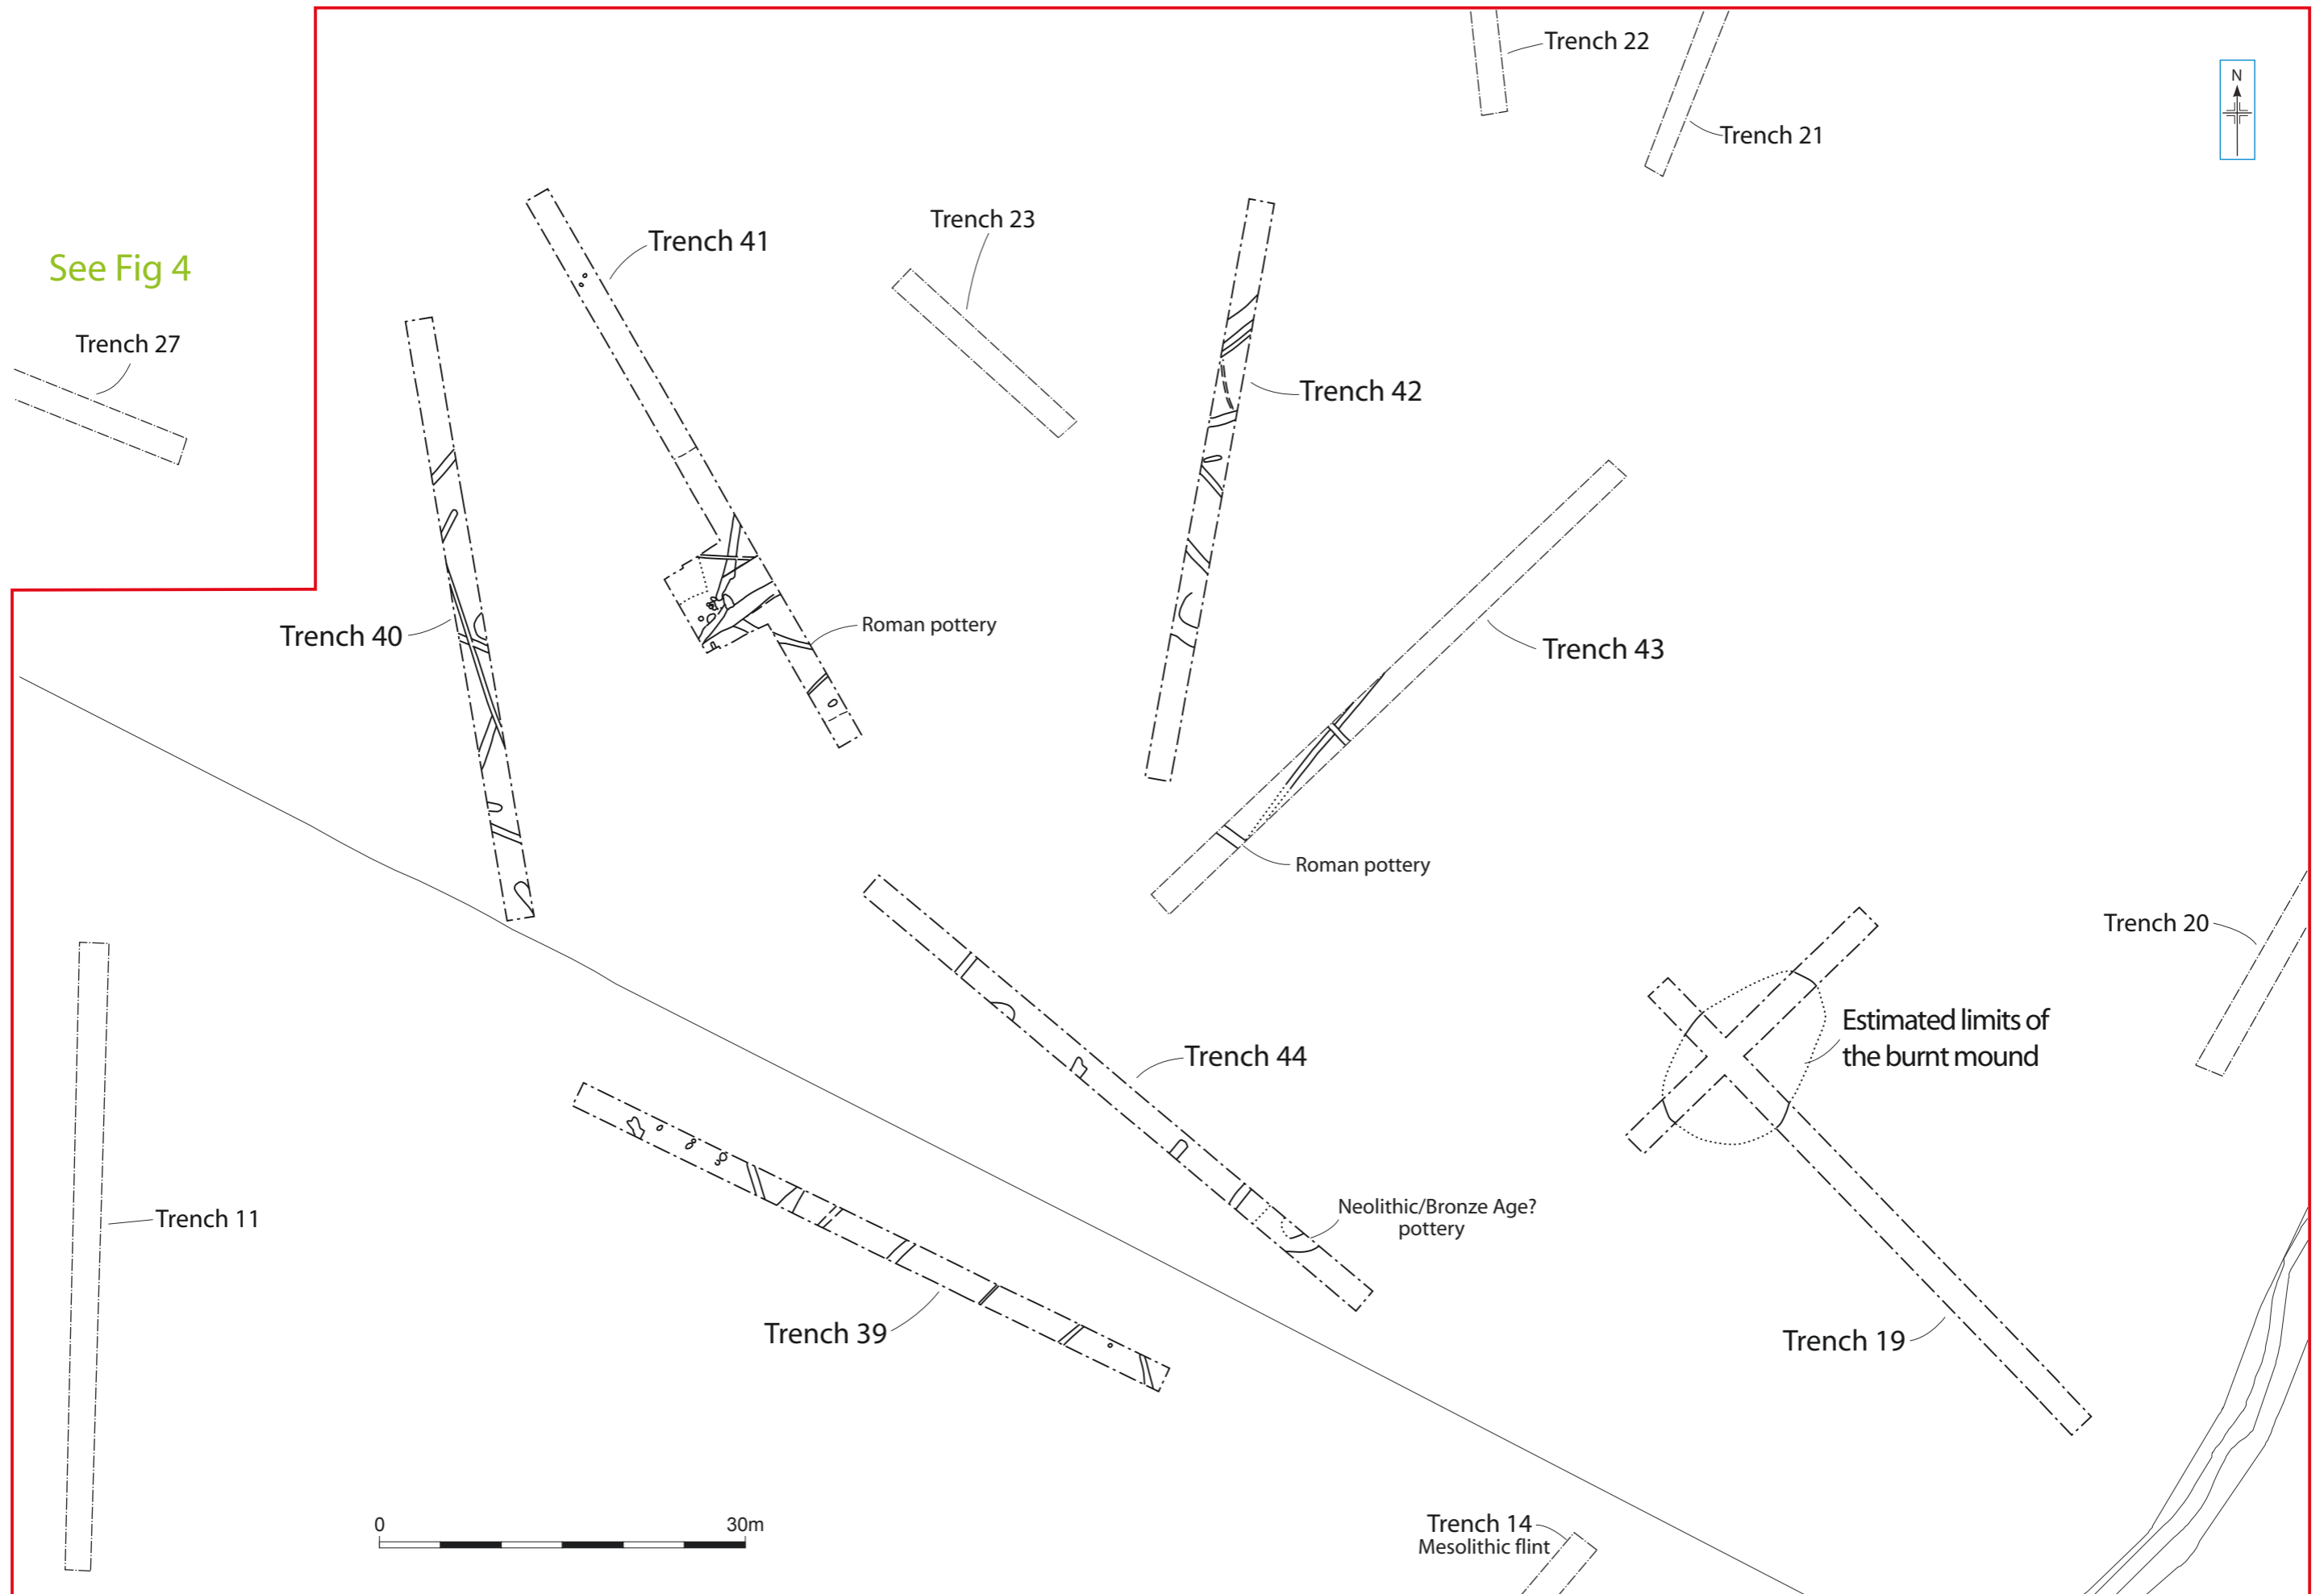 Trench 22
N
Trench 21
Trench 41
Trench 23
See Fig 4
Trench 27
Trench 42
Roman pottery
Trench 40
Trench 43
Roman pottery
Trench 20
Estimated limits of
the burnt mound
Trench 44
Neolithic/Bronze Age?
pottery
Trench 11
Trench 39
Trench 19
0 30m
Trench 14
Mesolithic flint